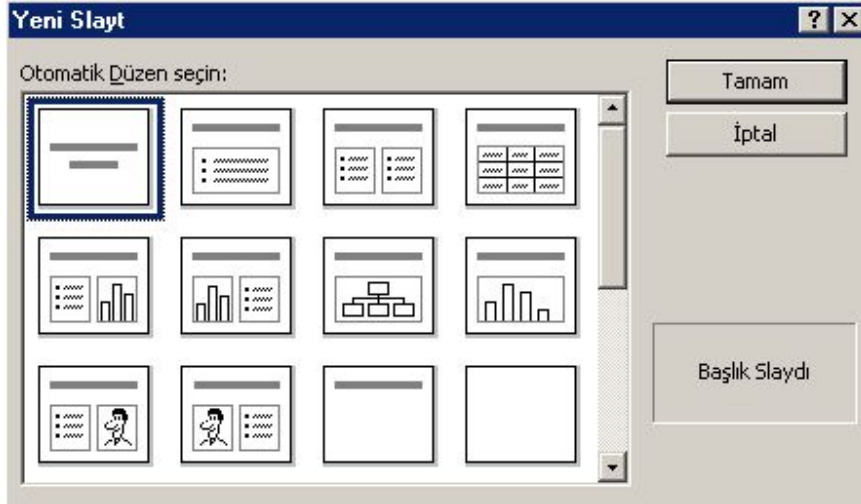 Yeni Slayt
Otomatik Düzen seçin:
Tamam
İptal
Başlık Slaydı